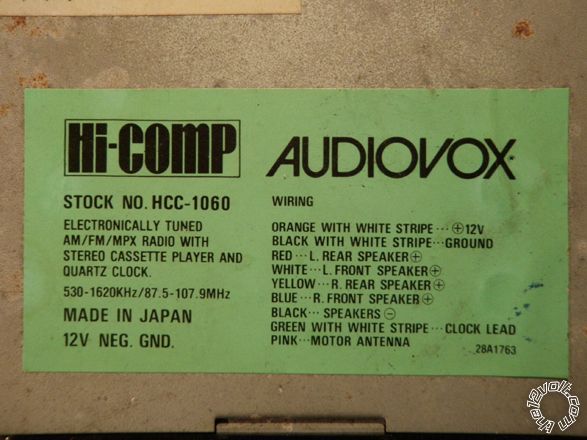 Hi-COMP
STOCK NO. HCC-1060
ELECTRONICALLY TUNED
AM/FM/MPX RADIO WITH
STEREO CASSETTE PLAYER AND
QUARTZ CLOCK.
530-1620KHz/87.5-107.9MHz
MADE IN JAPAN
12V NEG. GND.
AUDIOVOX
WIRING
ORANGE WITH WHITE STRIPE···⊕12V
BLACK WITH WHITE STRIPE···GROUND
RED···L. REAR SPEAKER⊕
WHITE···L. FRONT SPEAKER⊕
YELLOW···R. REAR SPEAKER⊕
BLUE···R. FRONT SPEAKER⊕
BLACK···SPEAKERS⊖
GREEN WITH WHITE STRIPE···CLOCK LEAD
PINK···MOTOR ANTENNA
28A1763
the12volt.com